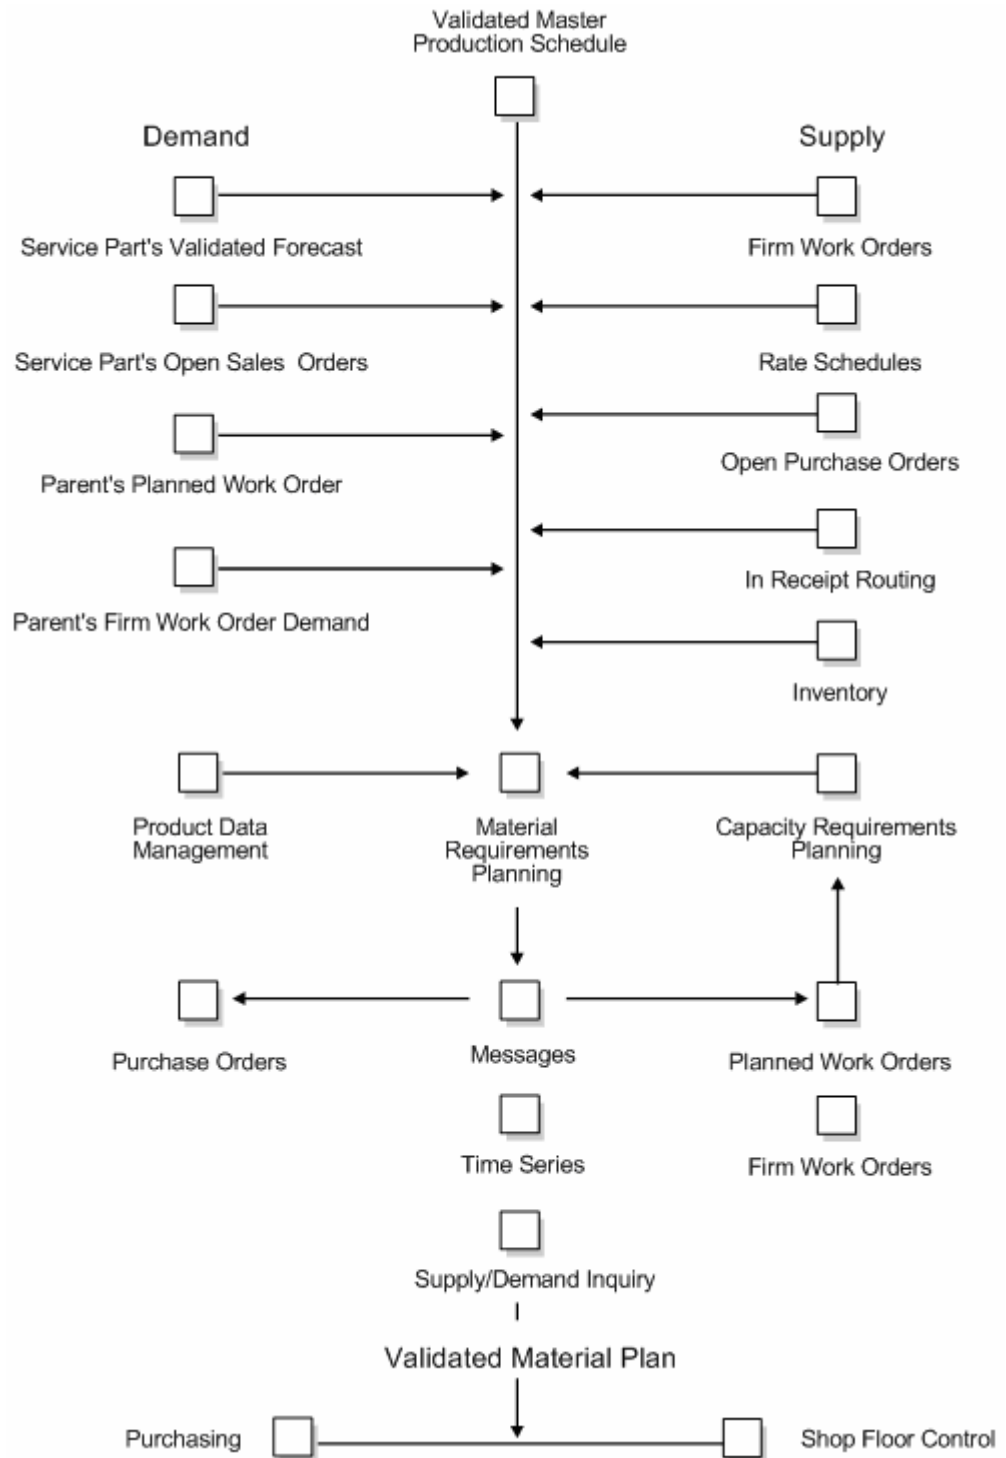 Validated Master
Production Schedule
Demand
Supply
Service Part's Validated Forecast
Firm Work Orders
Service Part's Open Sales Orders
Rate Schedules
Open Purchase Orders
Parent's Planned Work Order
In Receipt Routing
Parent's Firm Work Order Demand
Inventory
Product Data
Management
Material
Requirements
Planning
Capacity Requirements
Planning
Purchase Orders
Messages
Planned Work Orders
Time Series
Firm Work Orders
Supply/Demand Inquiry
Validated Material Plan
Purchasing
Shop Floor Control